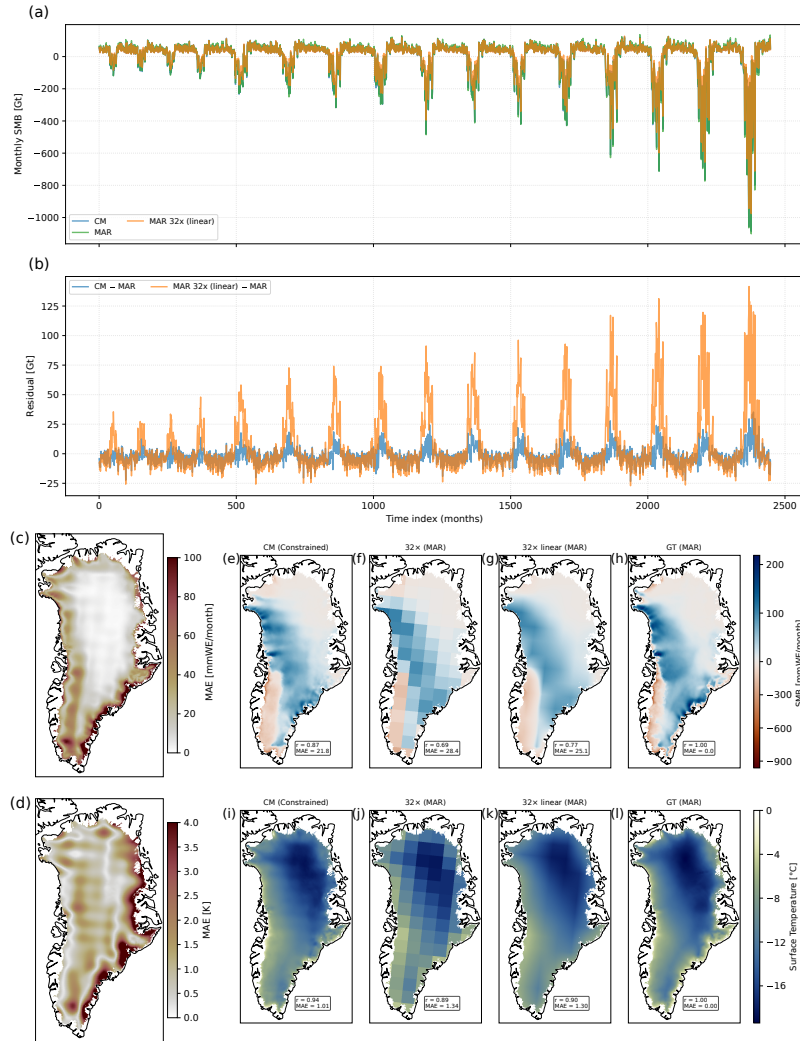 (a)
0
−200
−400
−600
−800
−1000
Monthly SMB [Gt]
CM
MAR
MAR 32x (linear)
(b)
125
100
75
50
25
0
−25
Residual [Gt]
CM − MAR
MAR 32x (linear) − MAR
0 500 1000 1500 2000 2500
Time index (months)
(c)
100
80
60
40
20
0
MAE [mmWE/month]
(e) CM (Constrained)
r = 0.87
MAE = 21.8
(f) 32× (MAR)
r = 0.69
MAE = 28.4
(g) 32× linear (MAR)
r = 0.77
MAE = 25.1
(h) GT (MAR)
r = 1.00
MAE = 0.0
200
100
0
−300
−600
−900
SMB [mmWE/month]
(d)
4.0
3.5
3.0
2.5
2.0
1.5
1.0
0.5
0.0
MAE [K]
(i) CM (Constrained)
r = 0.94
MAE = 1.01
(j) 32× (MAR)
r = 0.89
MAE = 1.34
(k) 32× linear (MAR)
r = 0.90
MAE = 1.30
(l) GT (MAR)
r = 1.00
MAE = 0.00
0
−4
−8
−12
−16
Surface Temperature [°C]